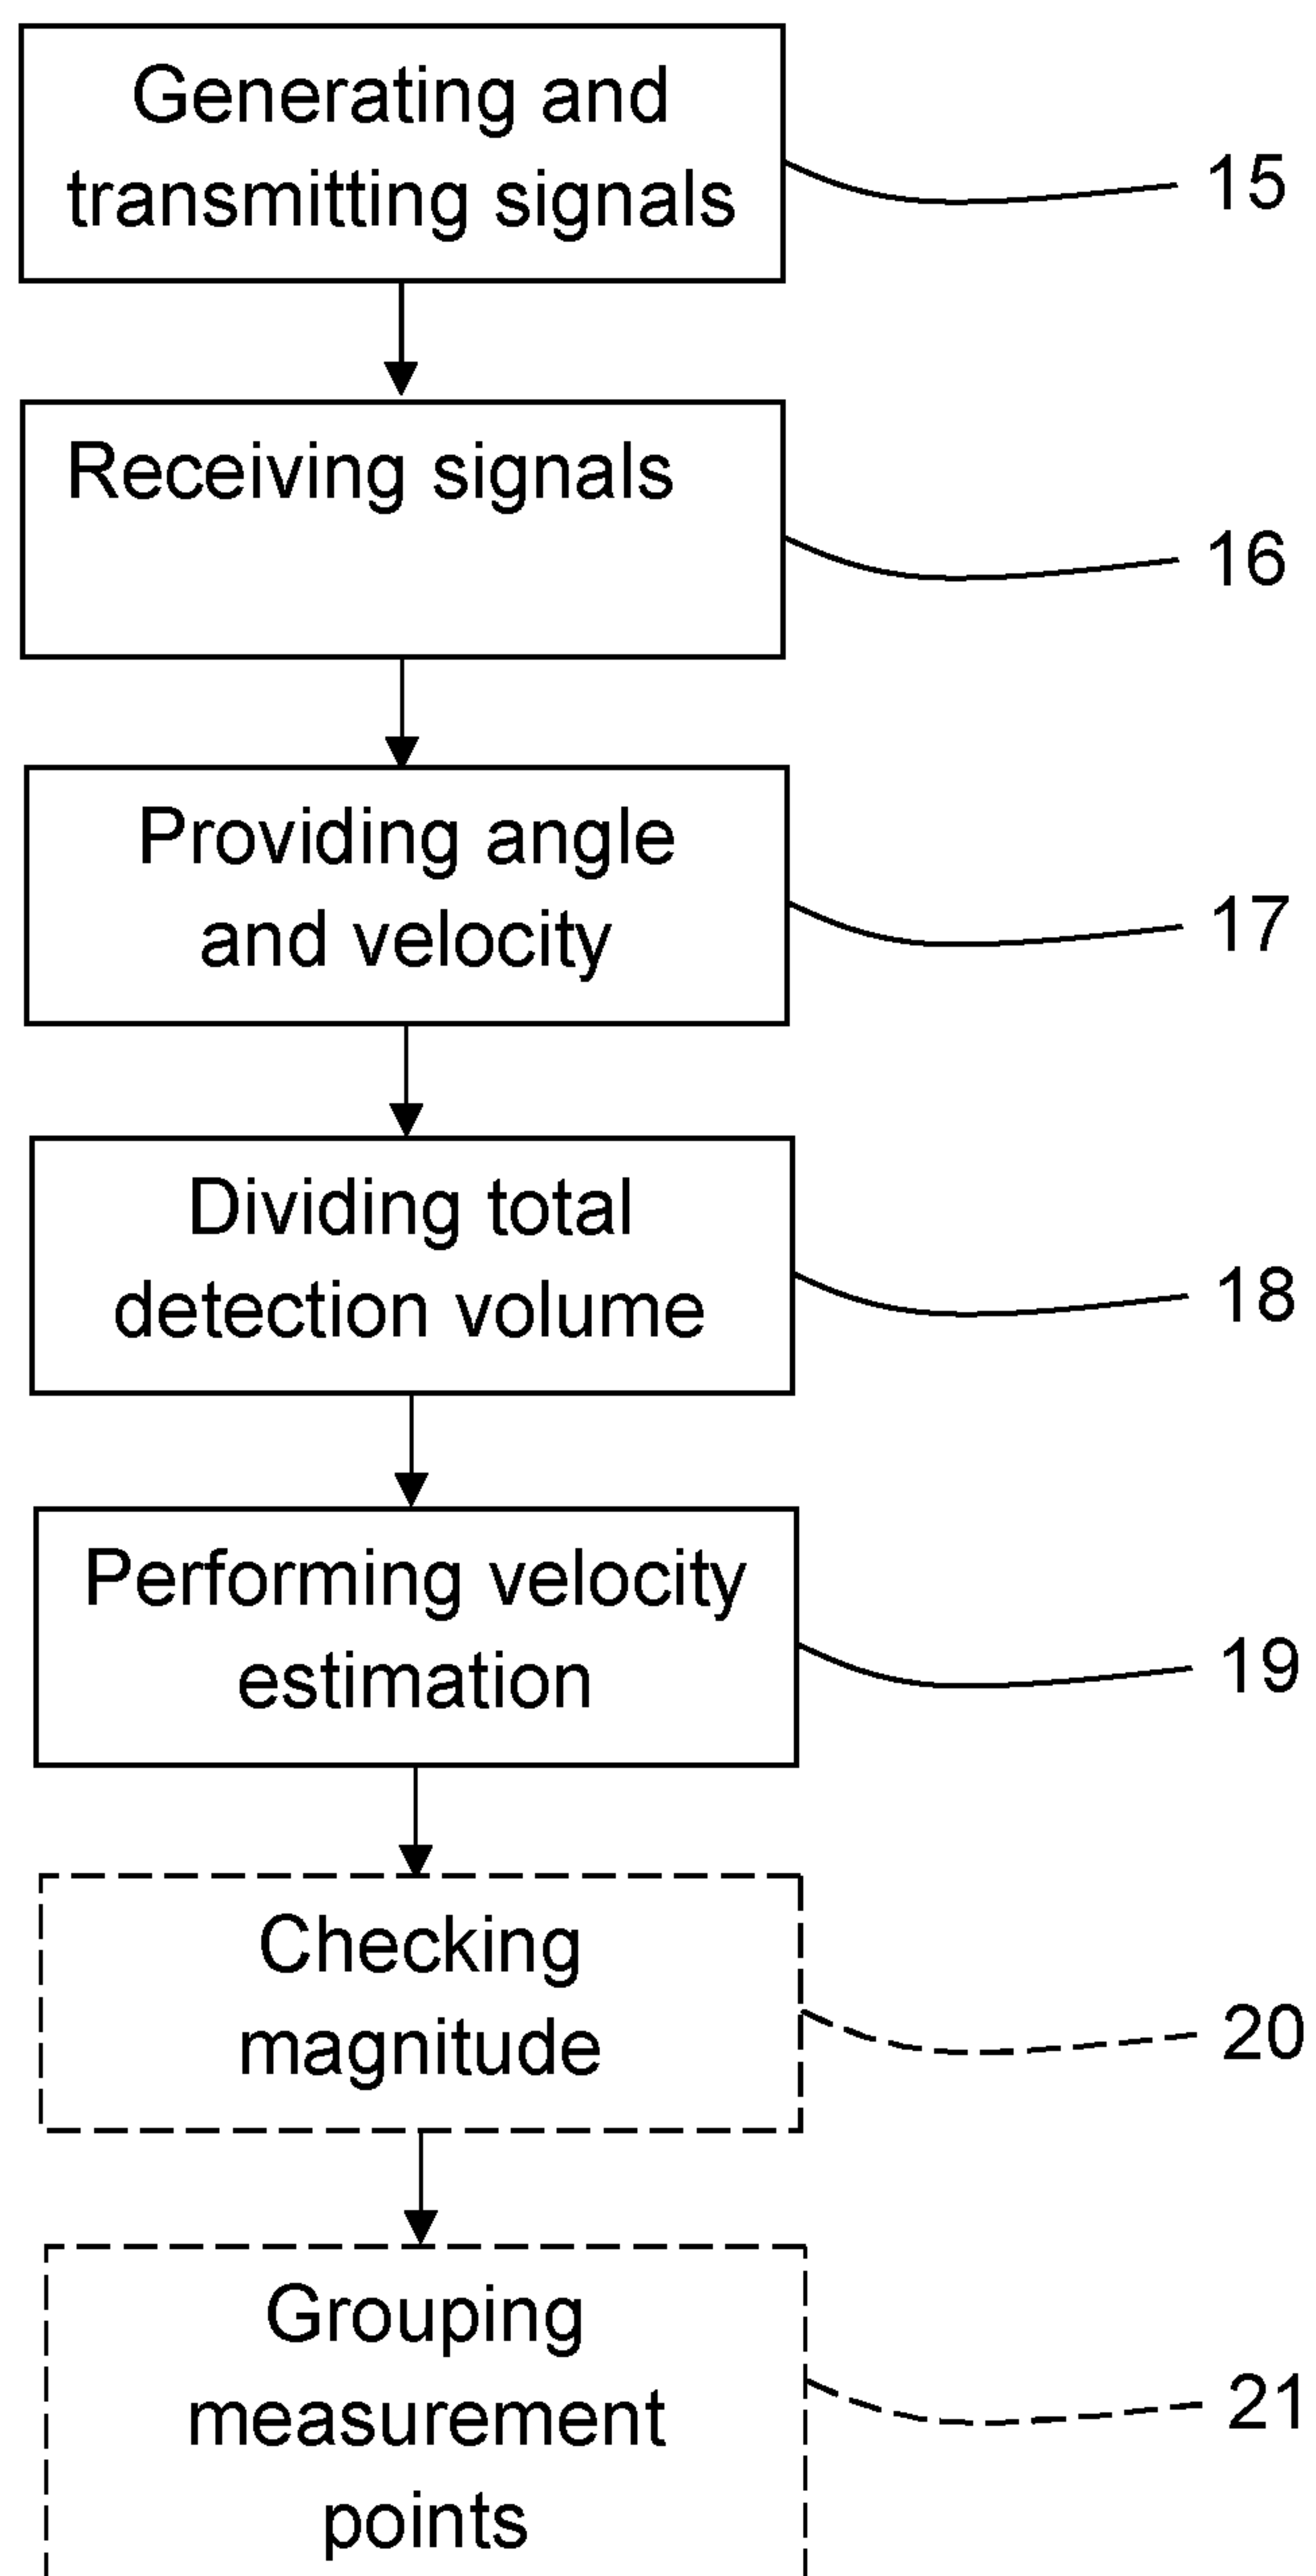 Generating and
transmitting signals
15
Receiving signals
16
Providing angle
and velocity
17
Dividing total
detection volume
18
Performing velocity
estimation
19
Checking
magnitude
20
Grouping
measurement
points
21